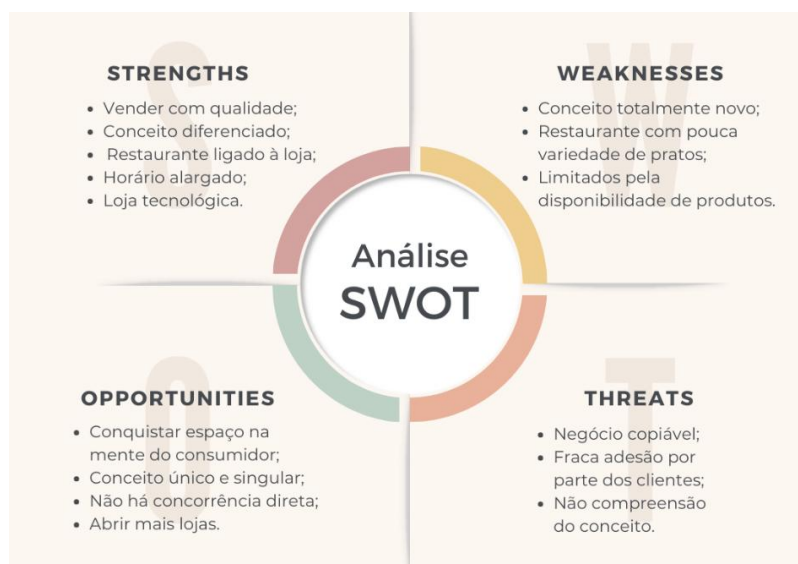 STRENGTHS
• Vender com qualidade;
• Conceito diferenciado;
• Restaurante ligado à loja;
• Horário alargado;
• Loja tecnológica.
WEAKNESSES
• Conceito totalmente novo;
• Restaurante com pouca
variedade de pratos;
• Limitados pela
disponibilidade de produtos.
Análise
SWOT
OPPORTUNITIES
• Conquistar espaço na
mente do consumidor;
• Conceito único e singular;
• Não há concorrência direta;
• Abrir mais lojas.
THREATS
• Negócio copiável;
• Fraca adesão por
parte dos clientes;
• Não compreensão
do conceito.
S
W
O
T